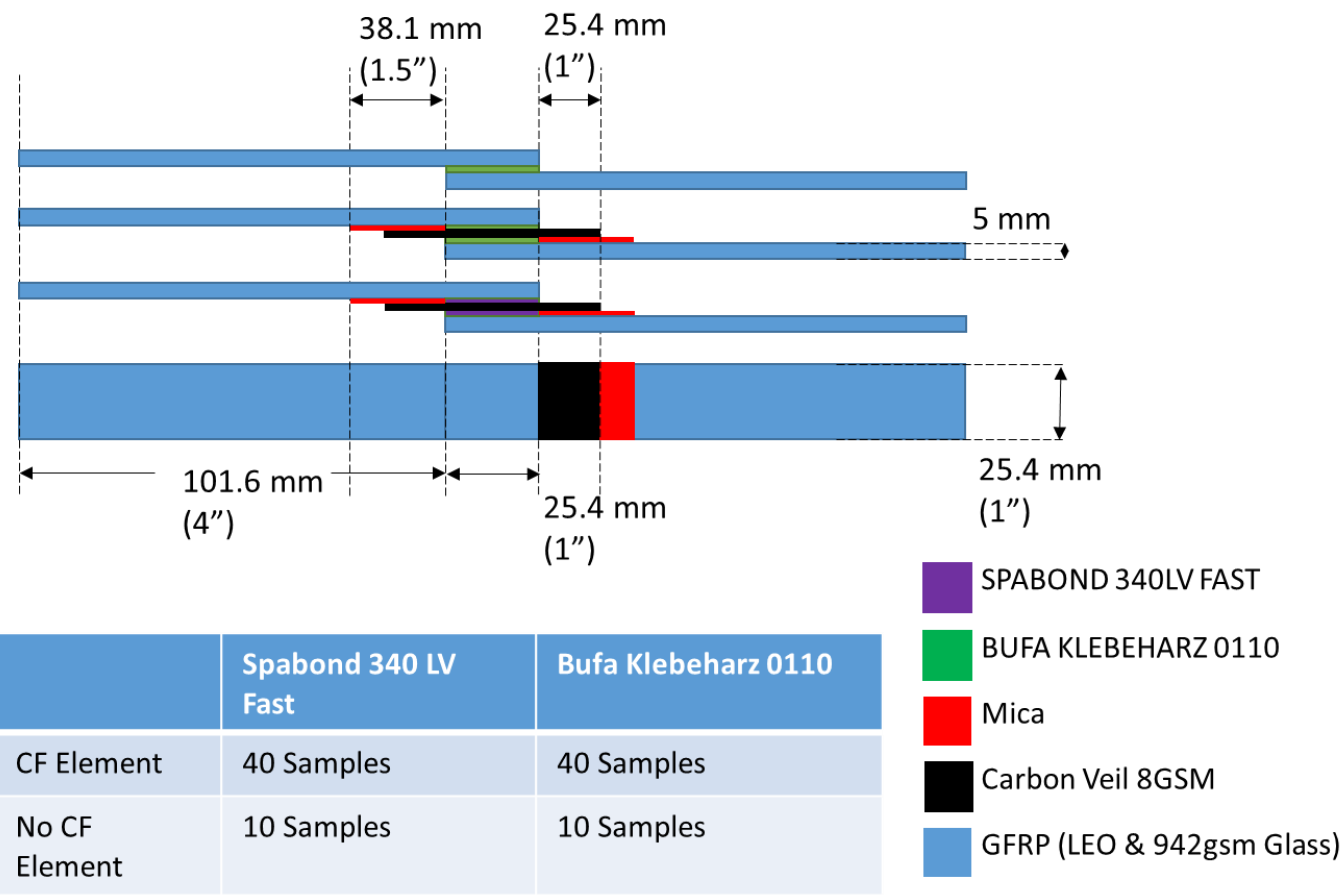 38.1 mm
(1.5”)
25.4 mm
(1”)
5 mm
101.6 mm
(4”)
25.4 mm
(1”)
25.4 mm
(1”)
SPABOND 340LV FAST
BUFA KLEBEHARZ 0110
Mica
Carbon Veil 8GSM
GFRP (LEO & 942gsm Glass)
Spabond 340 LV
Fast
Bufa Klebeharz 0110
CF Element
40 Samples
40 Samples
No CF
Element
10 Samples
10 Samples